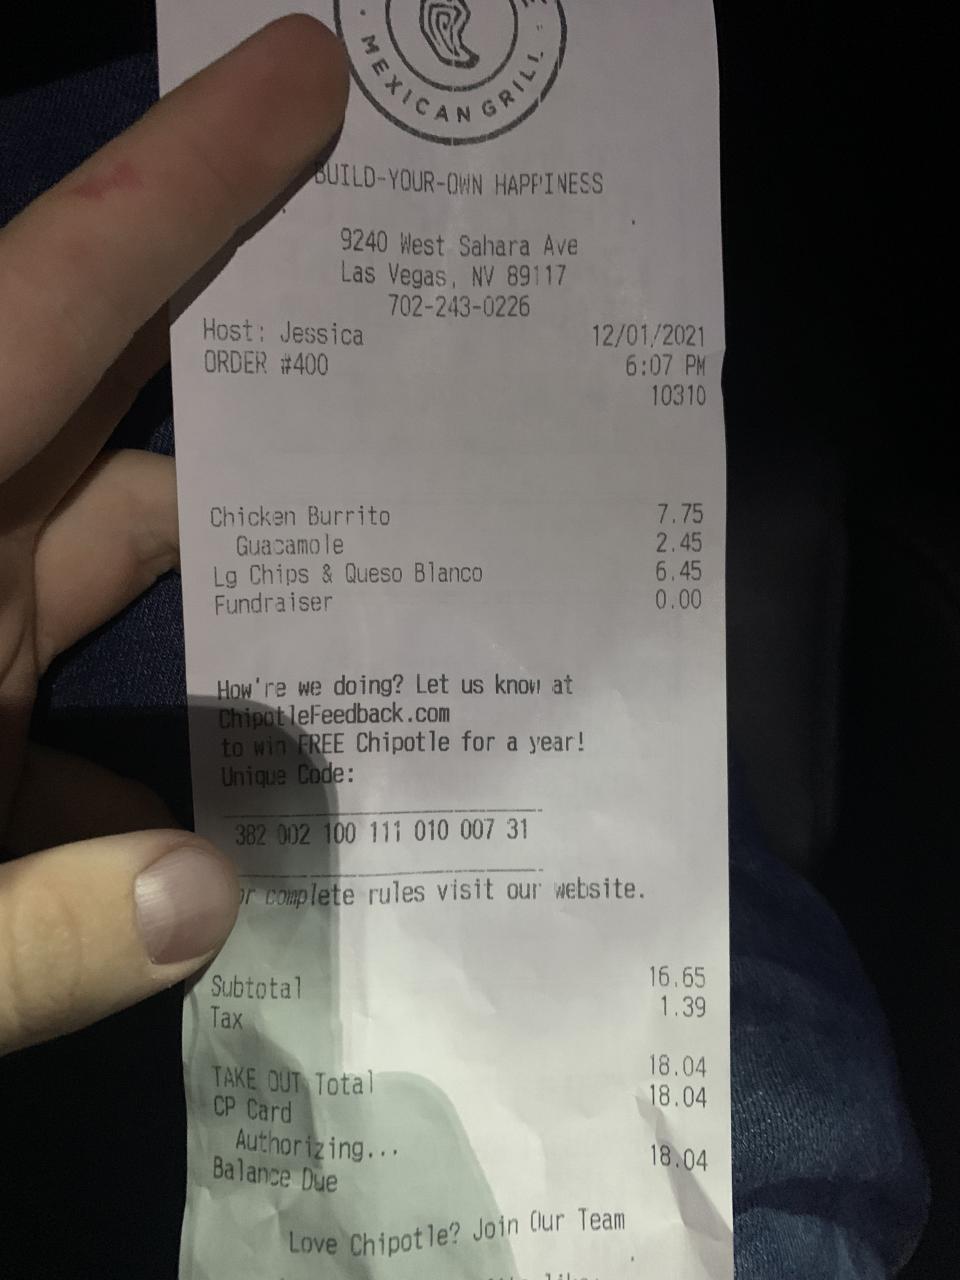 MEXICAN GRILL
BUILD-YOUR-OWN HAPPINESS
9240 West Sahara Ave
Las Vegas, NV 89117
702-243-0226
Host: Jessica 12/01/2021
ORDER #400 6:07 PM
10310
Chicken Burrito 7.75
Guacamole 2.45
Lg Chips & Queso Blanco 6.45
Fundraiser 0.00
How're we doing? Let us know at
ChipotleFeedback.com
to win FREE Chipotle for a year!
Unique Code:
382 002 100 111 010 007 31
complete rules visit our website.
Subtotal 16.65
Tax 1.39
TAKE OUT Total 18.04
CP Card 18.04
Authorizing...
Balance Due 18.04
Love Chipotle? Join Our Team